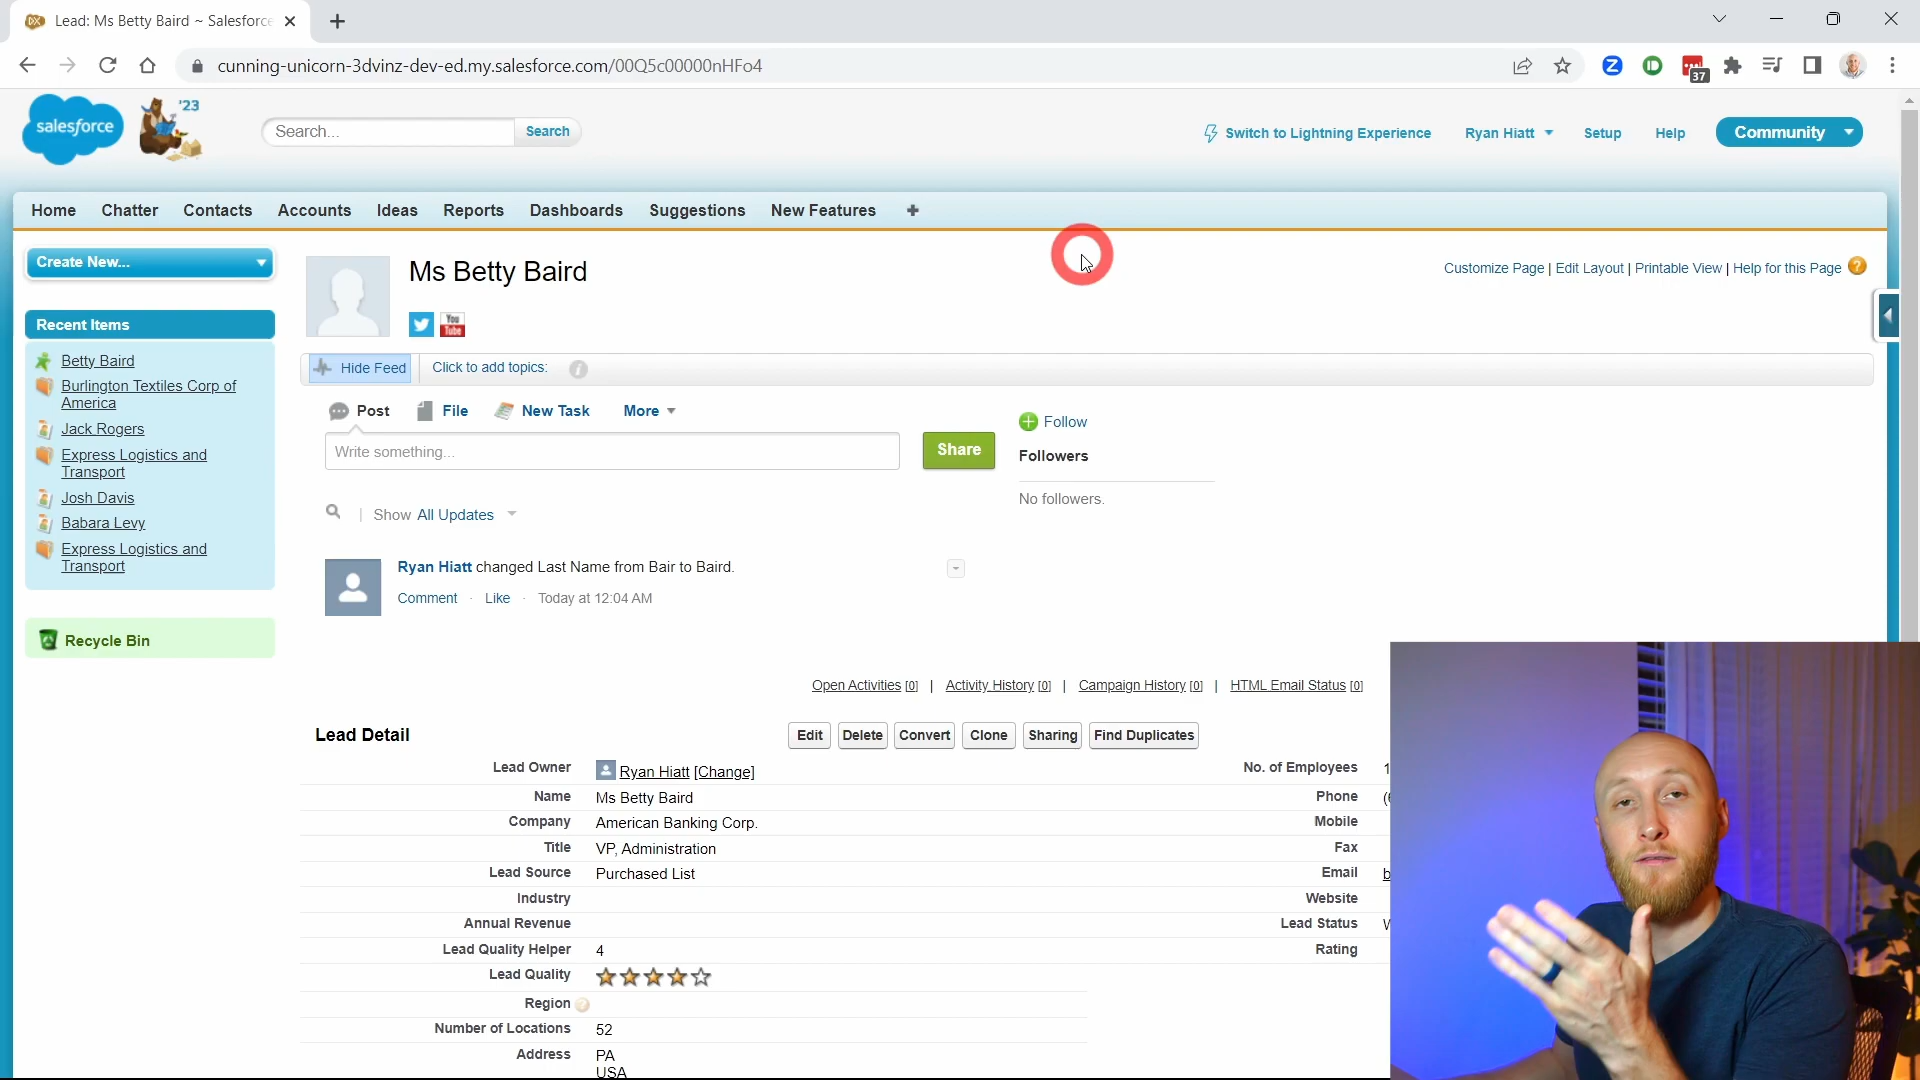 Lead: Ms Betty Baird ~ Salesforce
cunning-unicorn-3dvinz-dev-ed.my.salesforce.com/00Q5c00000nHFo4
37
salesforce
'23
Search...
Search
Switch to Lightning Experience
Ryan Hiatt
Setup
Help
Community
Home
Chatter
Contacts
Accounts
Ideas
Reports
Dashboards
Suggestions
New Features
Create New...
Ms Betty Baird
Customize Page | Edit Layout | Printable View | Help for this Page
You Tube
Recent Items
Betty Baird
Burlington Textiles Corp of
America
Jack Rogers
Express Logistics and
Transport
Josh Davis
Babara Levy
Express Logistics and
Transport
Recycle Bin
Hide Feed
Click to add topics:
Post
File
New Task
More
Write something...
Share
Follow
Followers
No followers.
Show All Updates
Ryan Hiatt changed Last Name from Bair to Baird.
Comment · Like · Today at 12:04 AM
Open Activities [0] | Activity History [0] | Campaign History [0] | HTML Email Status [0]
Lead Detail
Edit
Delete
Convert
Clone
Sharing
Find Duplicates
Lead Owner Ryan Hiatt [Change]
No. of Employees
Name Ms Betty Baird
Phone
Company American Banking Corp.
Mobile
Title VP, Administration
Fax
Lead Source Purchased List
Email
Industry
Website
Annual Revenue
Lead Status
Lead Quality Helper 4
Rating
Lead Quality
Region
Number of Locations 52
Address PA
USA